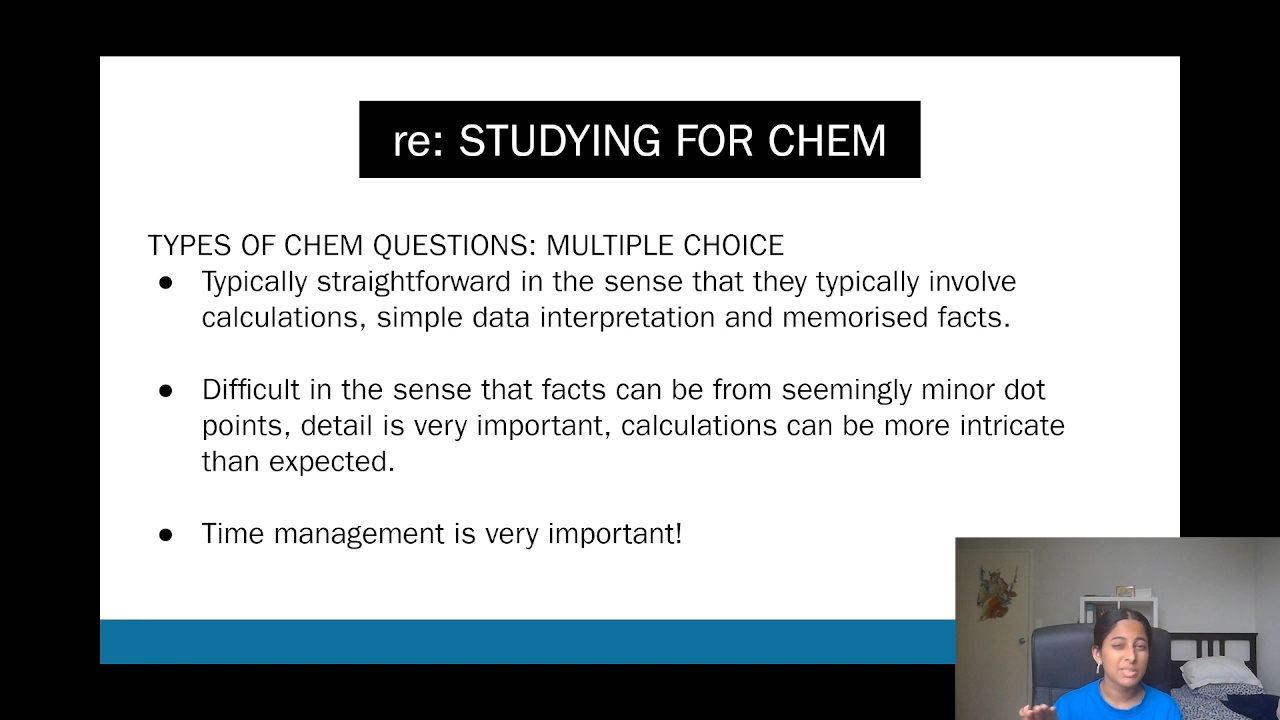 re: STUDYING FOR CHEM
TYPES OF CHEM QUESTIONS: MULTIPLE CHOICE
● Typically straightforward in the sense that they typically involve
calculations, simple data interpretation and memorised facts.
● Difficult in the sense that facts can be from seemingly minor dot
points, detail is very important, calculations can be more intricate
than expected.
● Time management is very important!